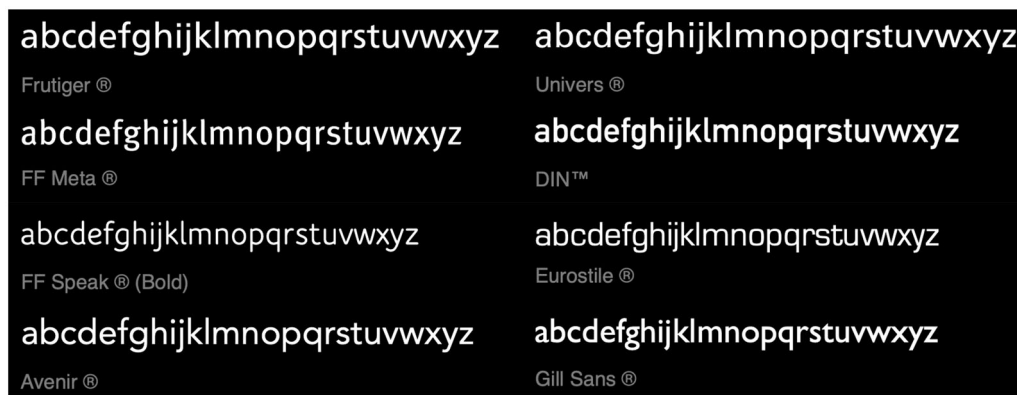 abcdefghijklmnopqrstuvwxyz
Frutiger ®
abcdefghijklmnopqrstuvwxyz
Univers ®
abcdefghijklmnopqrstuvwxyz
FF Meta ®
abcdefghijklmnopqrstuvwxyz
DIN™
abcdefghijklmnopqrstuvwxyz
FF Speak ® (Bold)
abcdefghijklmnopqrstuvwxyz
Eurostile ®
abcdefghijklmnopqrstuvwxyz
Avenir ®
abcdefghijklmnopqrstuvwxyz
Gill Sans ®